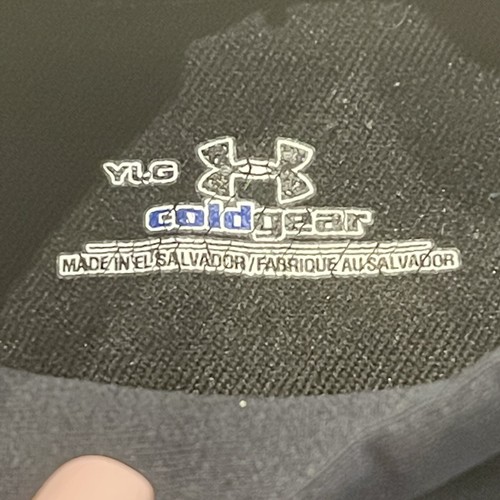 YLG
coldgear
MADE IN EL SALVADOR / FABRIQUE AU SALVADOR